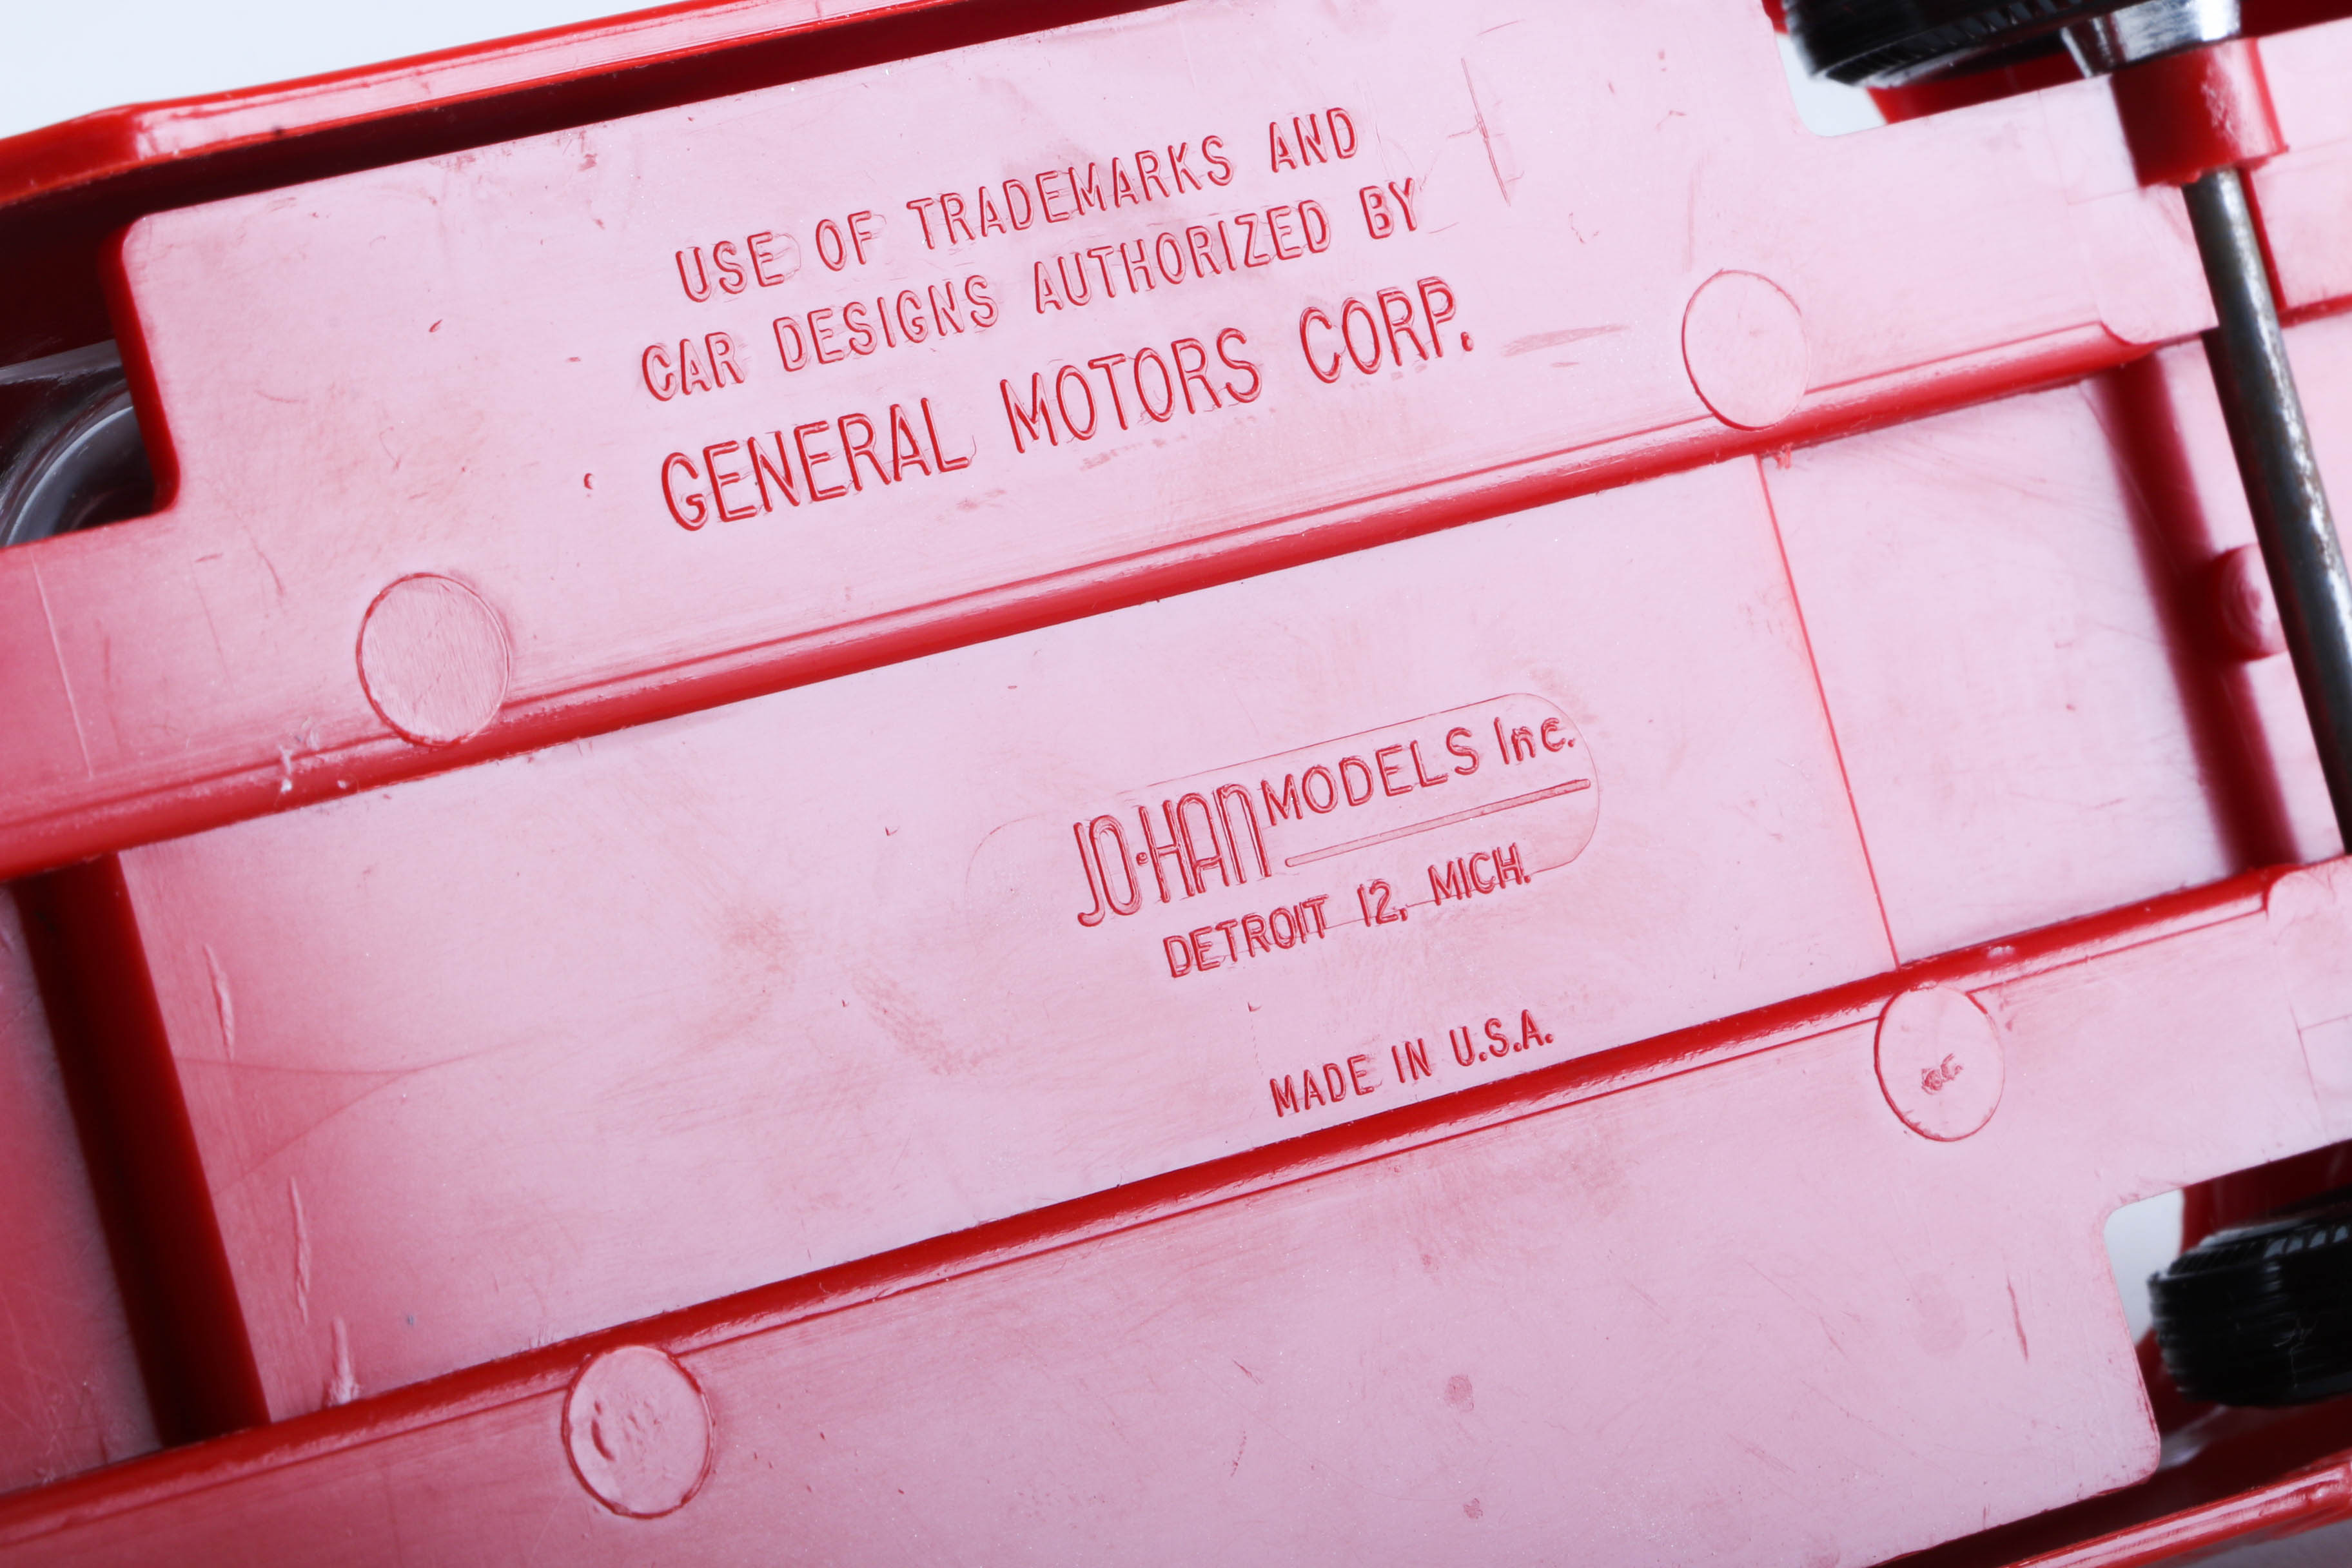 USE OF TRADEMARKS AND
CAR DESIGNS AUTHORIZED BY
GENERAL MOTORS CORP.
JO·HAN MODELS Inc.
DETROIT 12, MICH.
MADE IN U.S.A.